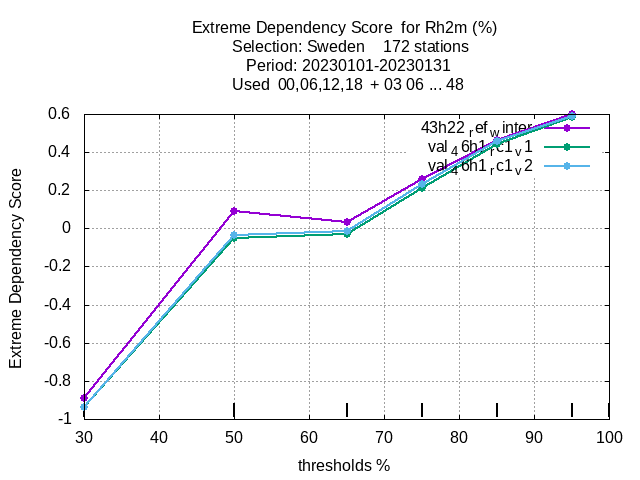 Extreme Dependency Score  for Rh2m (%)
Selection: Sweden    172 stations
Period: 20230101-20230131
Used  00,06,12,18  + 03 06 ... 48
Extreme Dependency Score
0.6
0.4
0.2
0
-0.2
-0.4
-0.6
-0.8
-1
43h22_ref_winter
val_46h1_rc1_v1
val_46h1_rc1_v2
30 40 50 60 70 80 90 100
thresholds %